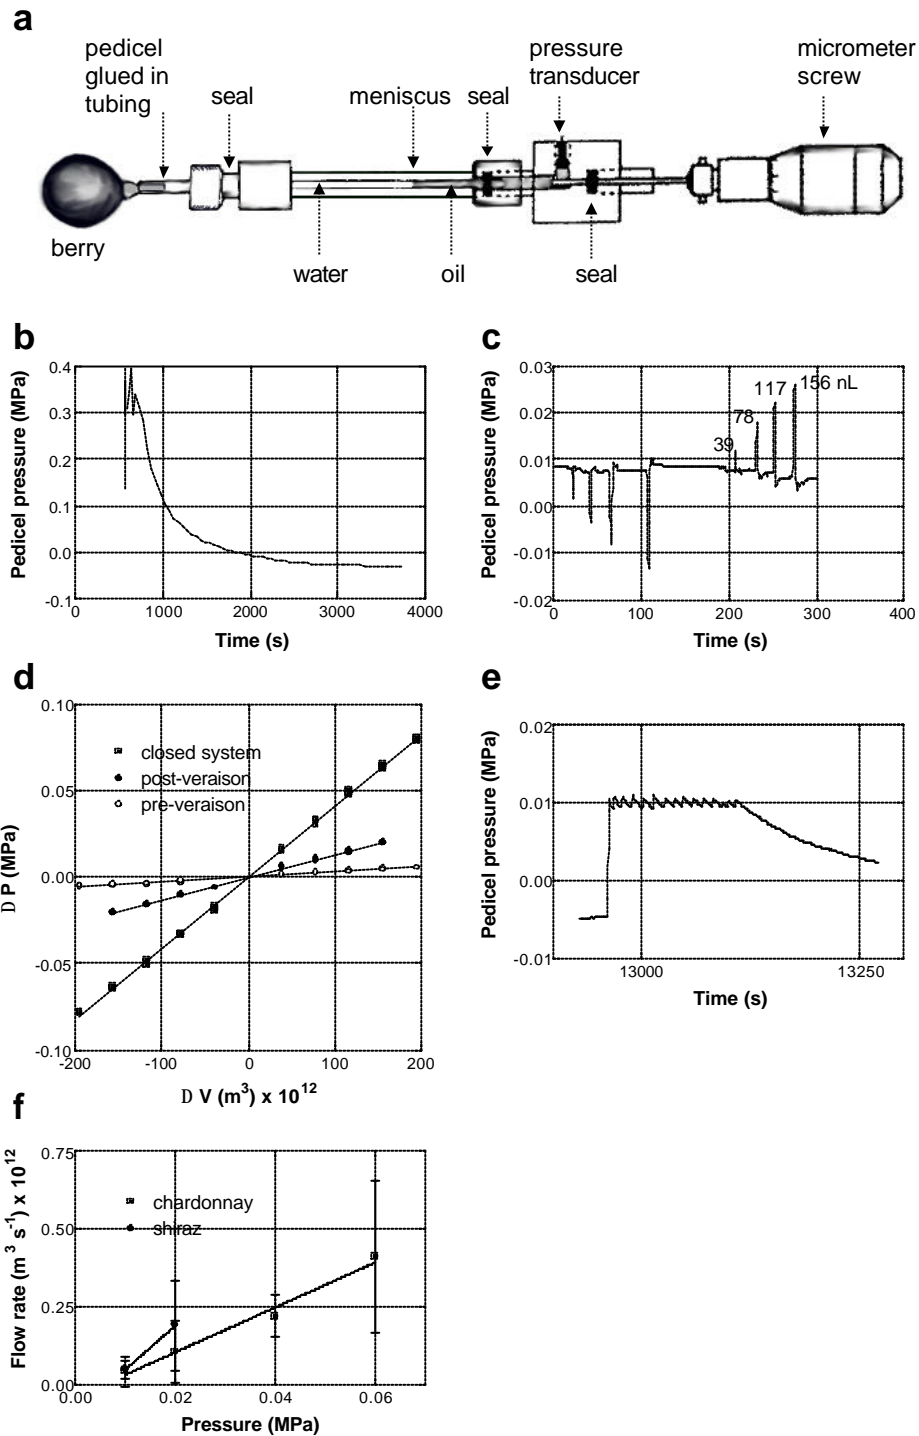 a
pedicel
glued in
tubing
seal
meniscus
seal
pressure
transducer
micrometer
screw
berry
water
oil
seal
b
Pedicel pressure (MPa)
0.4
0.3
0.2
0.1
0.0
-0.1
0 1000 2000 3000 4000
Time (s)
c
Pedicel pressure (MPa)
0.03
0.02
0.01
0.00
-0.01
-0.02
39
78
117
156 nL
0 100 200 300 400
Time (s)
d
D P (MPa)
0.10
0.05
0.00
-0.05
-0.10
closed system
post-veraison
pre-veraison
-200 -100 0 100 200
D V (m3) x 10 12
e
Pedicel pressure (MPa)
0.02
0.01
0.00
-0.01
13000 13250
Time (s)
f
Flow rate (m 3 s-1) x 10 12
0.75
0.50
0.25
0.00
chardonnay
shiraz
0.00 0.02 0.04 0.06
Pressure (MPa)